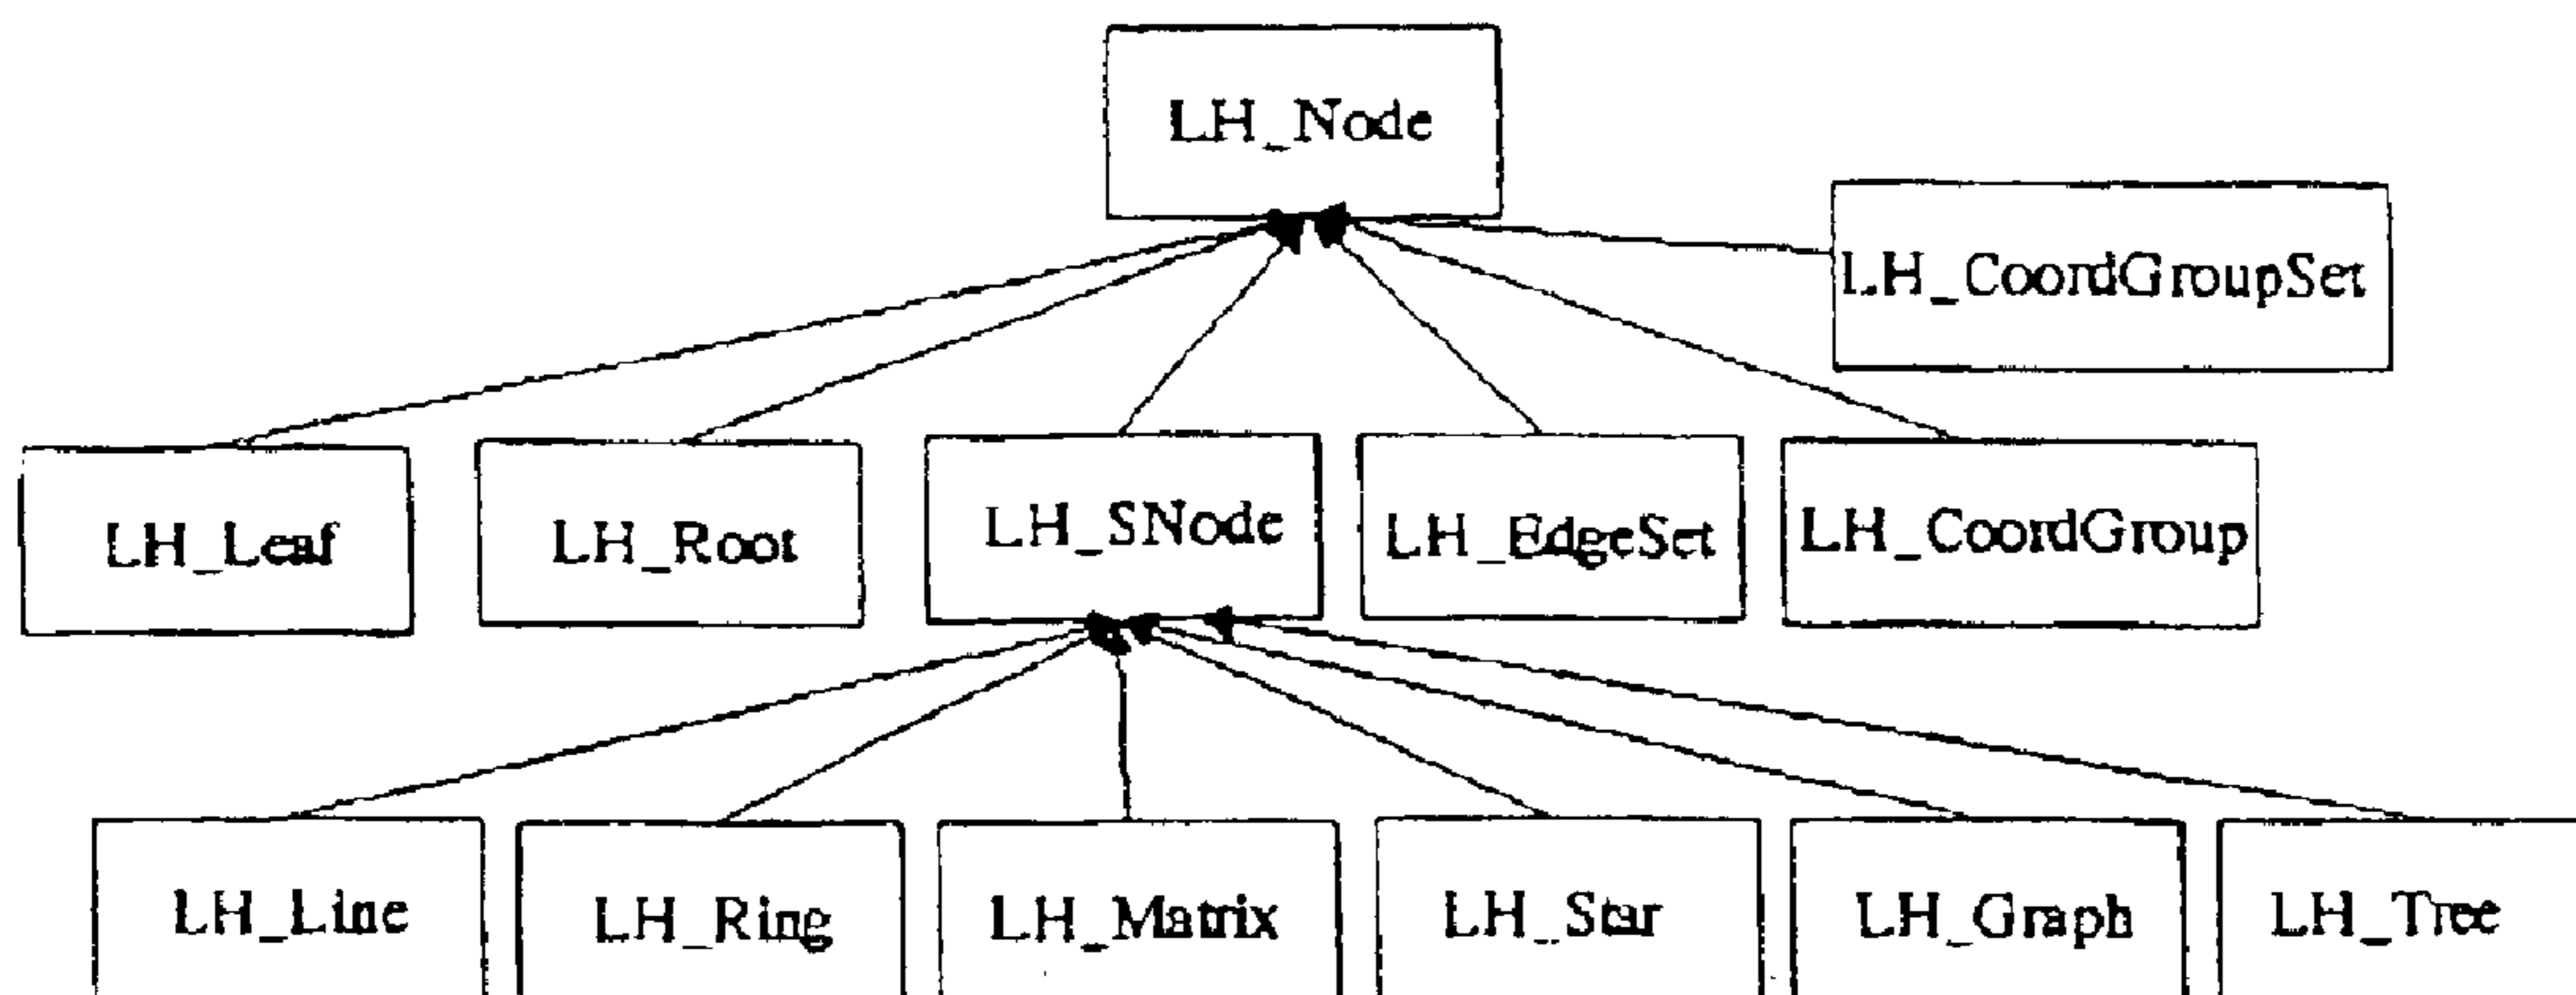 LH_Node
LH_CoordGroupSet
LH_Leaf
LH_Root
LH_SNode
LH_EdgeSet
LH_CoordGroup
LH_Line
LH_Ring
LH_Matrix
LH_Star
LH_Graph
LH_Tree